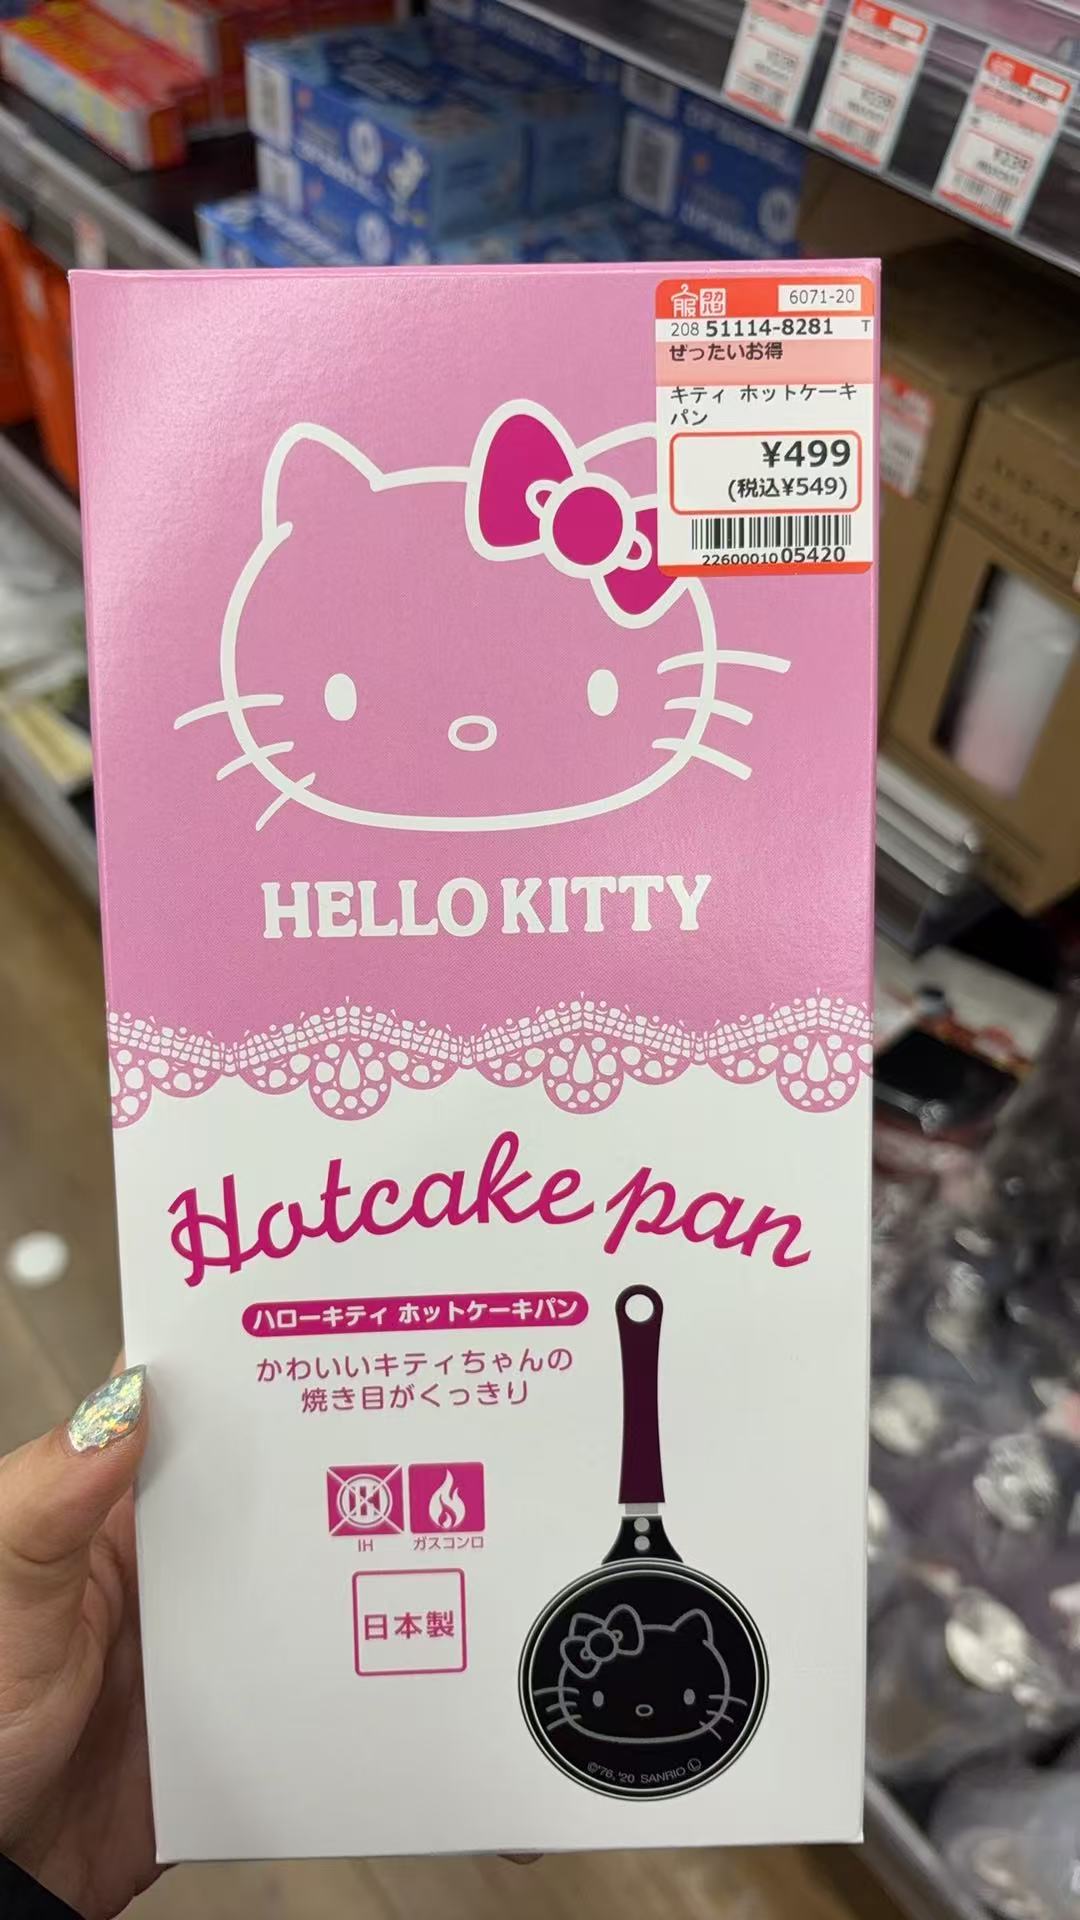 タカハシ
6071-20
208 51114-8281 T
ぜったいお得
キティ ホットケーキ
パン
¥499
(税込¥549)
2260001005420
HELLO KITTY
Hotcake pan
ハローキティ ホットケーキパン
かわいいキティちゃんの
焼き目がくっきり
IH ガスコンロ
日本製
©'76,'20 SANRIO Ⓛ